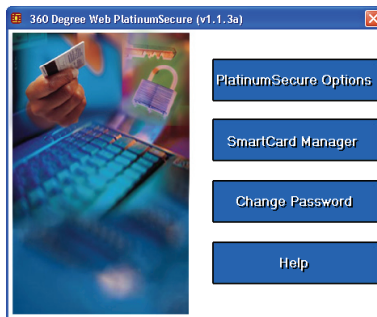 360 Degree Web PlatinumSecure (v1.1.3a)
PlatinumSecure Options
SmartCard Manager
Change Password
Help